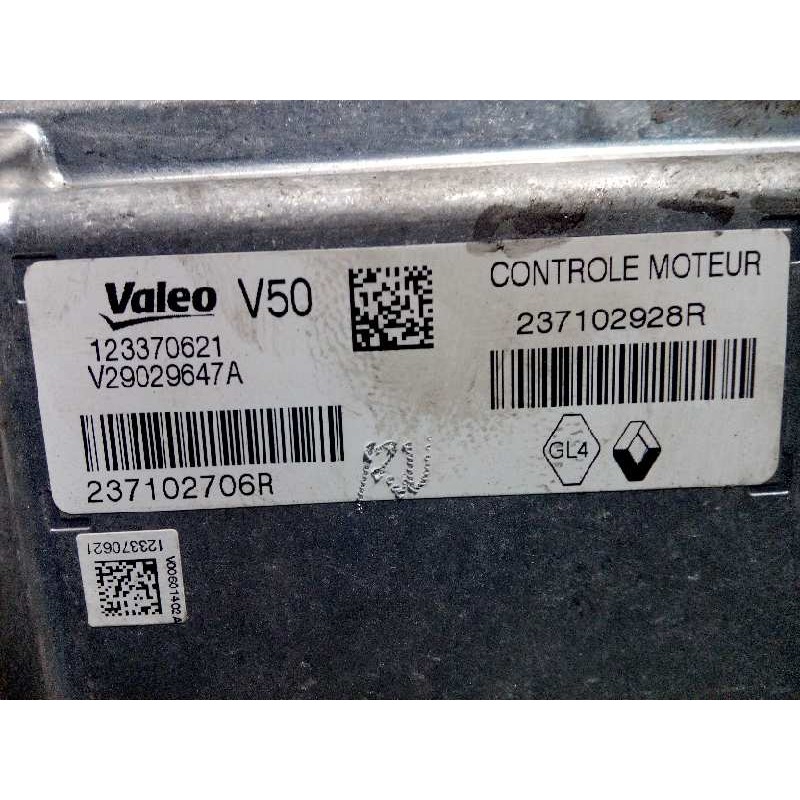 Valeo V50
123370621
V29029647A
237102706R
CONTROLE MOTEUR
237102928R
GL4
123370621
V00601402A